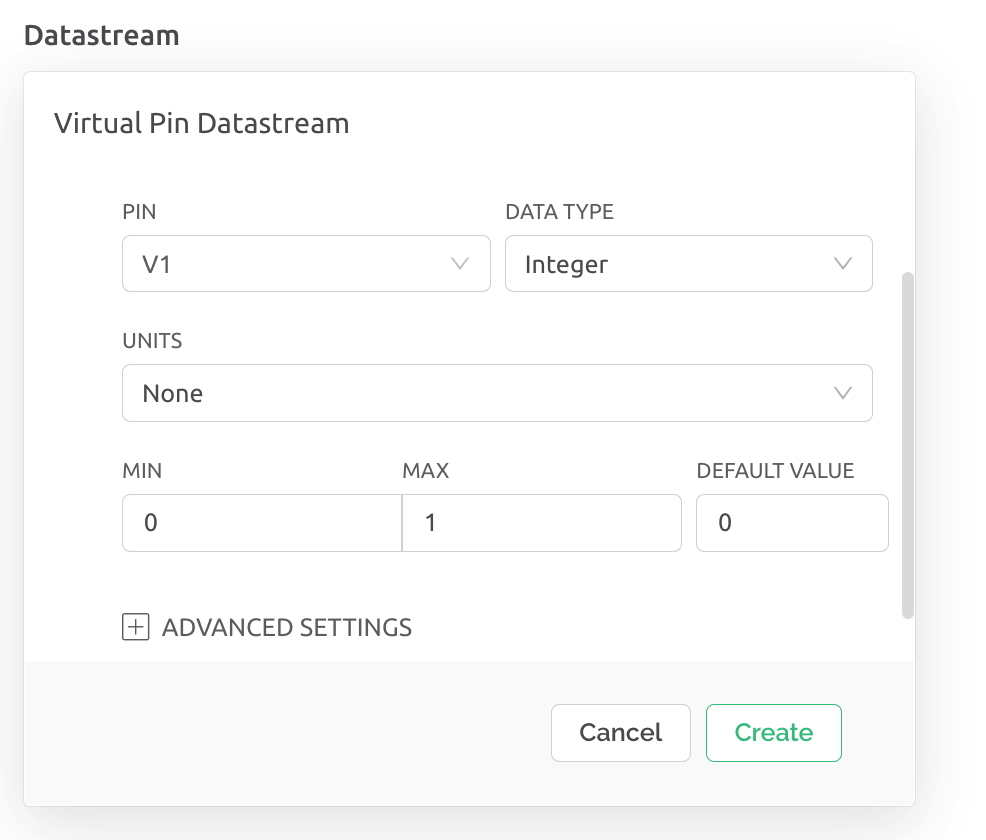 Datastream
Virtual Pin Datastream
PIN DATA TYPE
V1 Integer
UNITS
None
MIN MAX DEFAULT VALUE
0 1 0
ADVANCED SETTINGS
Cancel Create